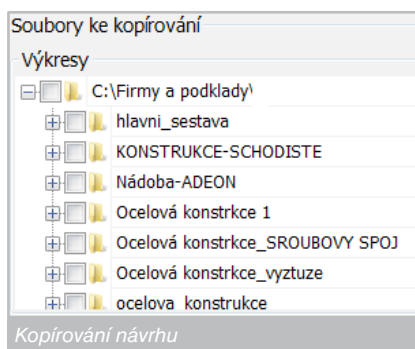 Soubory ke kopírování
Výkresy
C:\Firmy a podklady\
hlavni_sestava
KONSTRUKCE-SCHODISTE
Nádoba-ADEON
Ocelová konstrkce 1
Ocelová konstrkce_SROUBOVY SPOJ
Ocelová konstrkce_vyztuze
ocelova_konstrukce
Kopírování návrhu